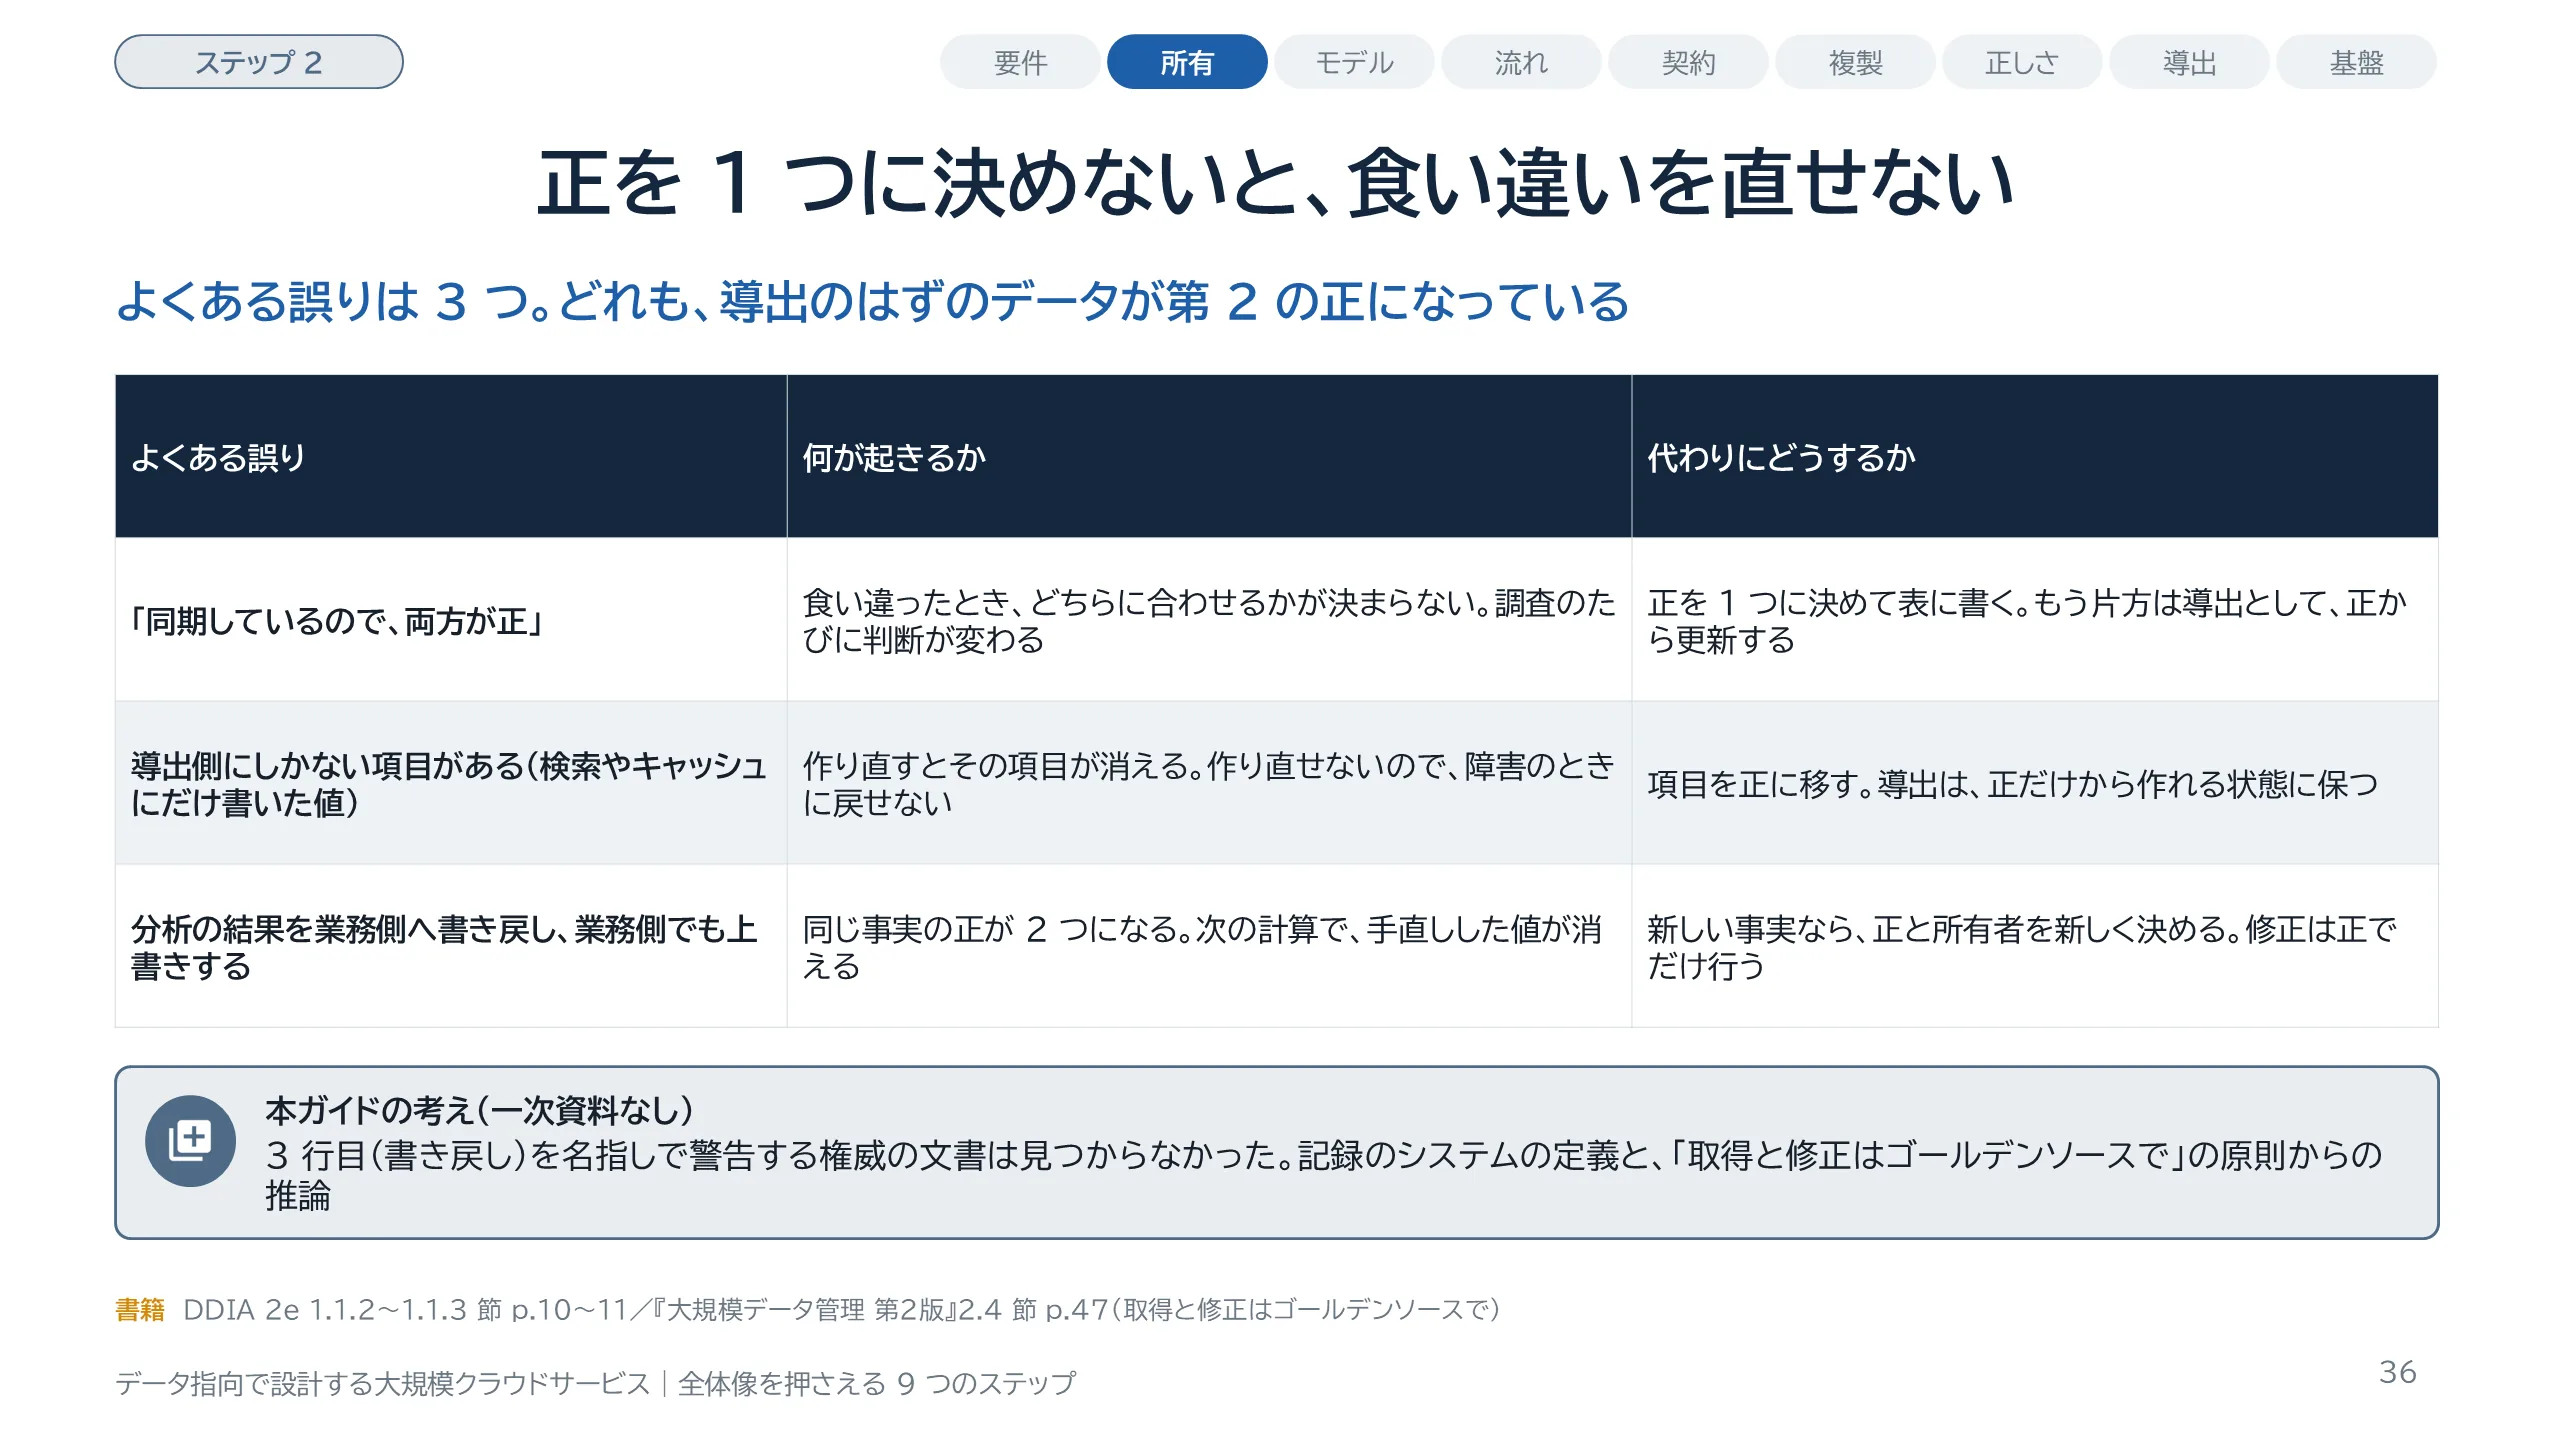 ステップ 2
要件
所有
モデル
流れ
契約
複製
正しさ
導出
基盤
正を 1 つに決めないと、食い違いを直せない
よくある誤りは 3 つ。どれも、導出のはずのデータが第 2 の正になっている
よくある誤り
何が起きるか
代わりにどうするか
「同期しているので、両方が正」
食い違ったとき、どちらに合わせるかが決まらない。調査のた
びに判断が変わる
正を 1 つに決めて表に書く。もう片方は導出として、正か
ら更新する
導出側にしかない項目がある（検索やキャッシュ
にだけ書いた値）
作り直すとその項目が消える。作り直せないので、障害のとき
に戻せない
項目を正に移す。導出は、正だけから作れる状態に保つ
分析の結果を業務側へ書き戻し、業務側でも上
書きする
同じ事実の正が 2 つになる。次の計算で、手直しした値が消
える
新しい事実なら、正と所有者を新しく決める。修正は正で
だけ行う
本ガイドの考え（一次資料なし）
3 行目（書き戻し）を名指しで警告する権威の文書は見つからなかった。記録のシステムの定義と、「取得と修正はゴールデンソースで」の原則からの
推論
書籍 DDIA 2e 1.1.2～1.1.3 節 p.10～11／『大規模データ管理 第2版』2.4 節 p.47（取得と修正はゴールデンソースで）
データ指向で設計する大規模クラウドサービス｜全体像を押さえる 9 つのステップ
36